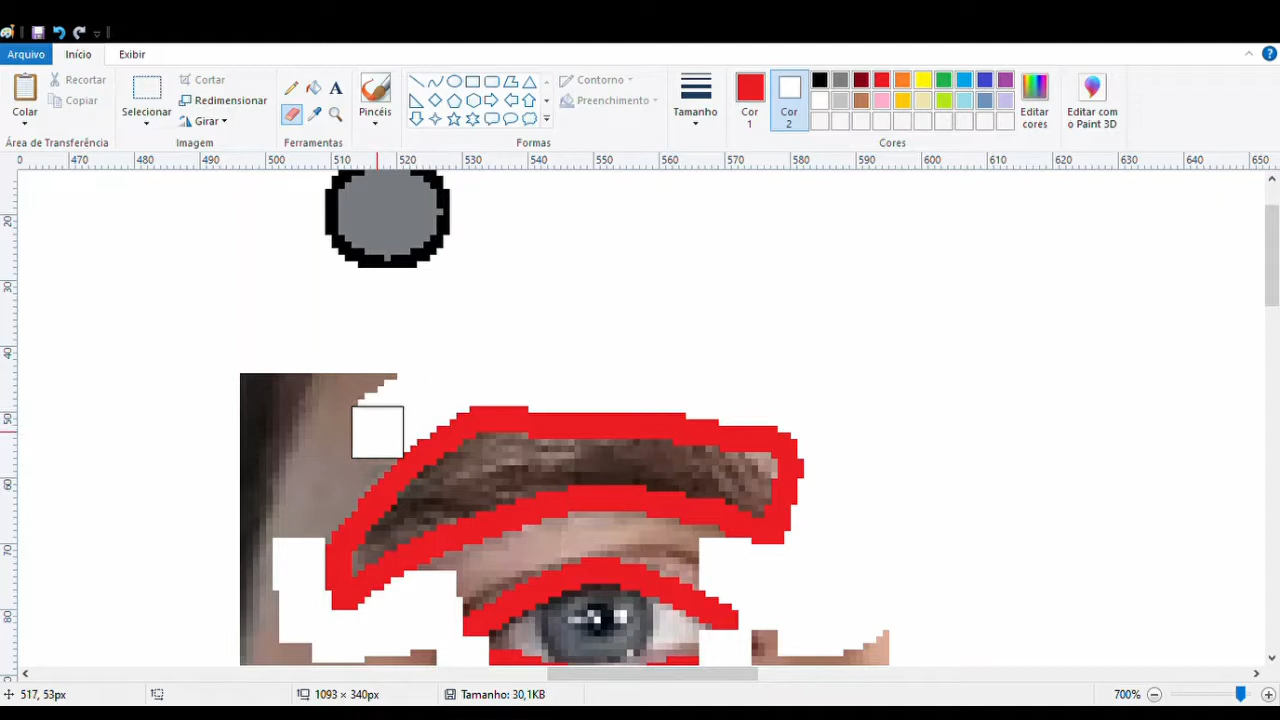 Arquivo Início Exibir
Colar
Recortar
Copiar
Área de Transferência
Selecionar
Cortar
Redimensionar
Girar
Imagem
A
Ferramentas
Pincéis
Formas
Contorno
Preenchimento
Tamanho
Cor 1
Cor 2
Editar cores
Cores
Editar com o Paint 3D
0 470 480 490 500 510 520 530 540 550 560 570 580 590 600 610 620 630 640 650
20
30
40
50
60
70
80
517, 53px
1093 × 340px
Tamanho: 30,1KB
700%